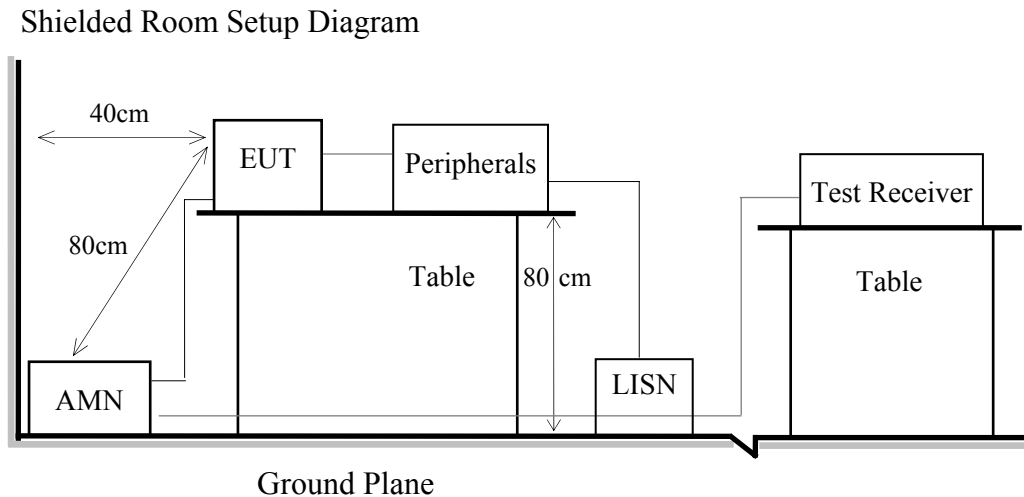 Shielded Room Setup Diagram
40cm
EUT
Peripherals
Test Receiver
80cm
Table
80 cm
Table
AMN
LISN
Ground Plane